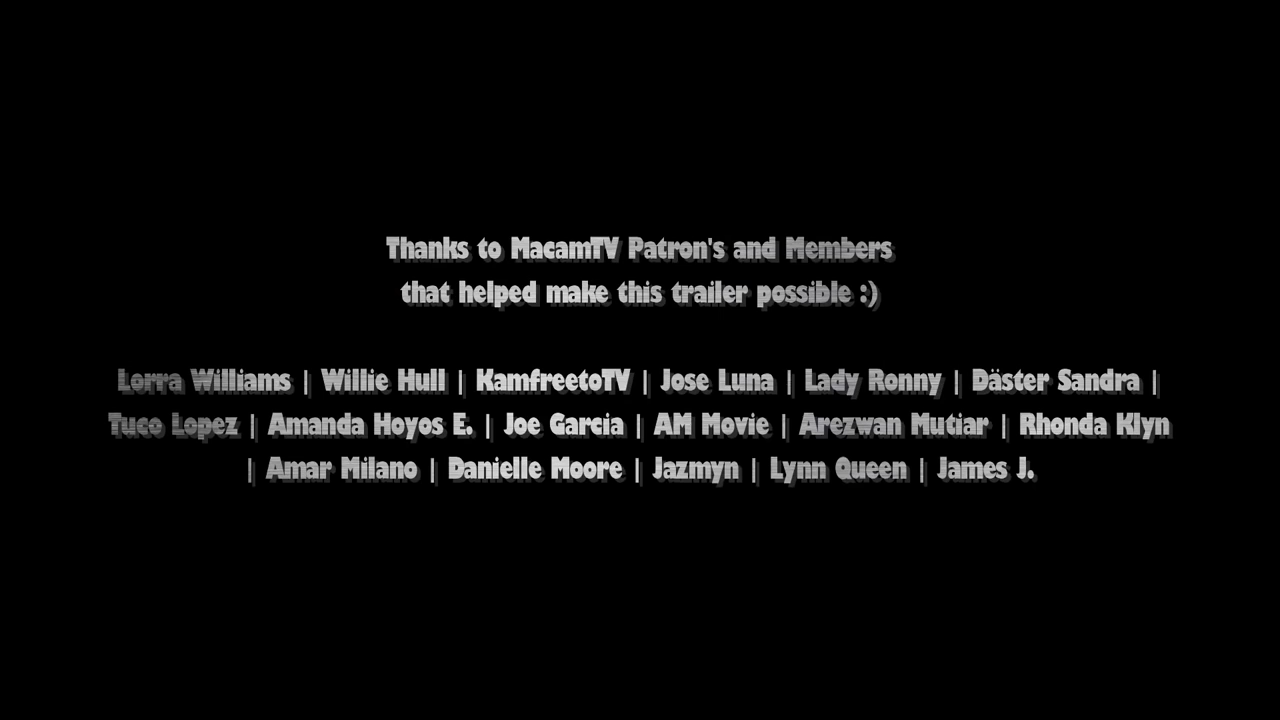 Thanks to MacamTV Patron's and Members
that helped make this trailer possible :)
Lorra Williams | Willie Hull | KamfreetoTV | Jose Luna | Lady Ronny | Däster Sandra |
Tuco Lopez | Amanda Hoyos E. | Joe Garcia | AM Movie | Arezwan Mutiar | Rhonda Klyn
| Amar Milano | Danielle Moore | Jazmyn | Lynn Queen | James J.